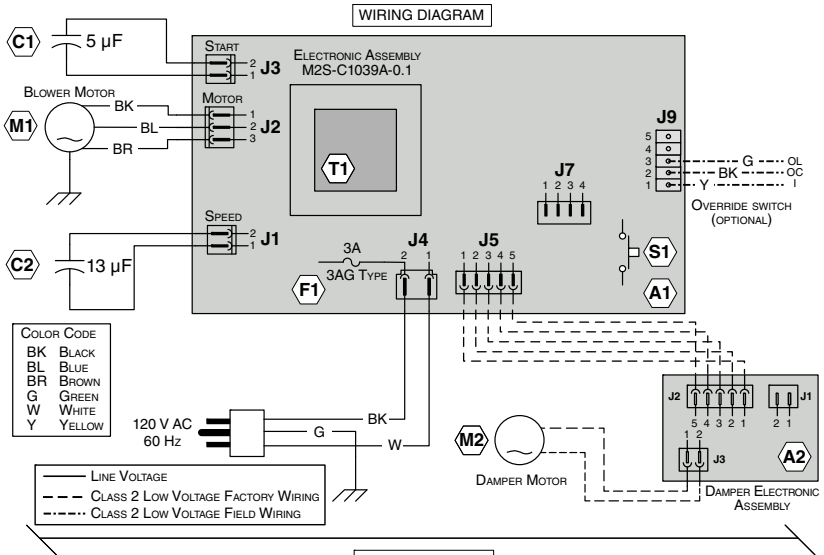 WIRING DIAGRAM
C1
5 µF
START
2
1
J3
ELECTRONIC ASSEMBLY
M2S-C1039A-0.1
BLOWER MOTOR
M1
BK
BL
BR
MOTOR
1
2
3
J2
T1
J9
5
4
3
2
1
G
BK
Y
OL
OC
I
OVERRIDE SWITCH
(OPTIONAL)
J7
1 2 3 4
SPEED
2
1
J1
C2
13 µF
3A
3AG TYPE
F1
J4
2 1
J5
1 2 3 4 5
S1
A1
COLOR CODE
BK BLACK
BL BLUE
BR BROWN
G GREEN
W WHITE
Y YELLOW
120 V AC
60 HZ
BK
G
W
M2
DAMPER MOTOR
J2
5 4 3 2 1
J1
2 1
1 2
J3
A2
DAMPER ELECTRONIC
ASSEMBLY
LINE VOLTAGE
CLASS 2 LOW VOLTAGE FACTORY WIRING
CLASS 2 LOW VOLTAGE FIELD WIRING